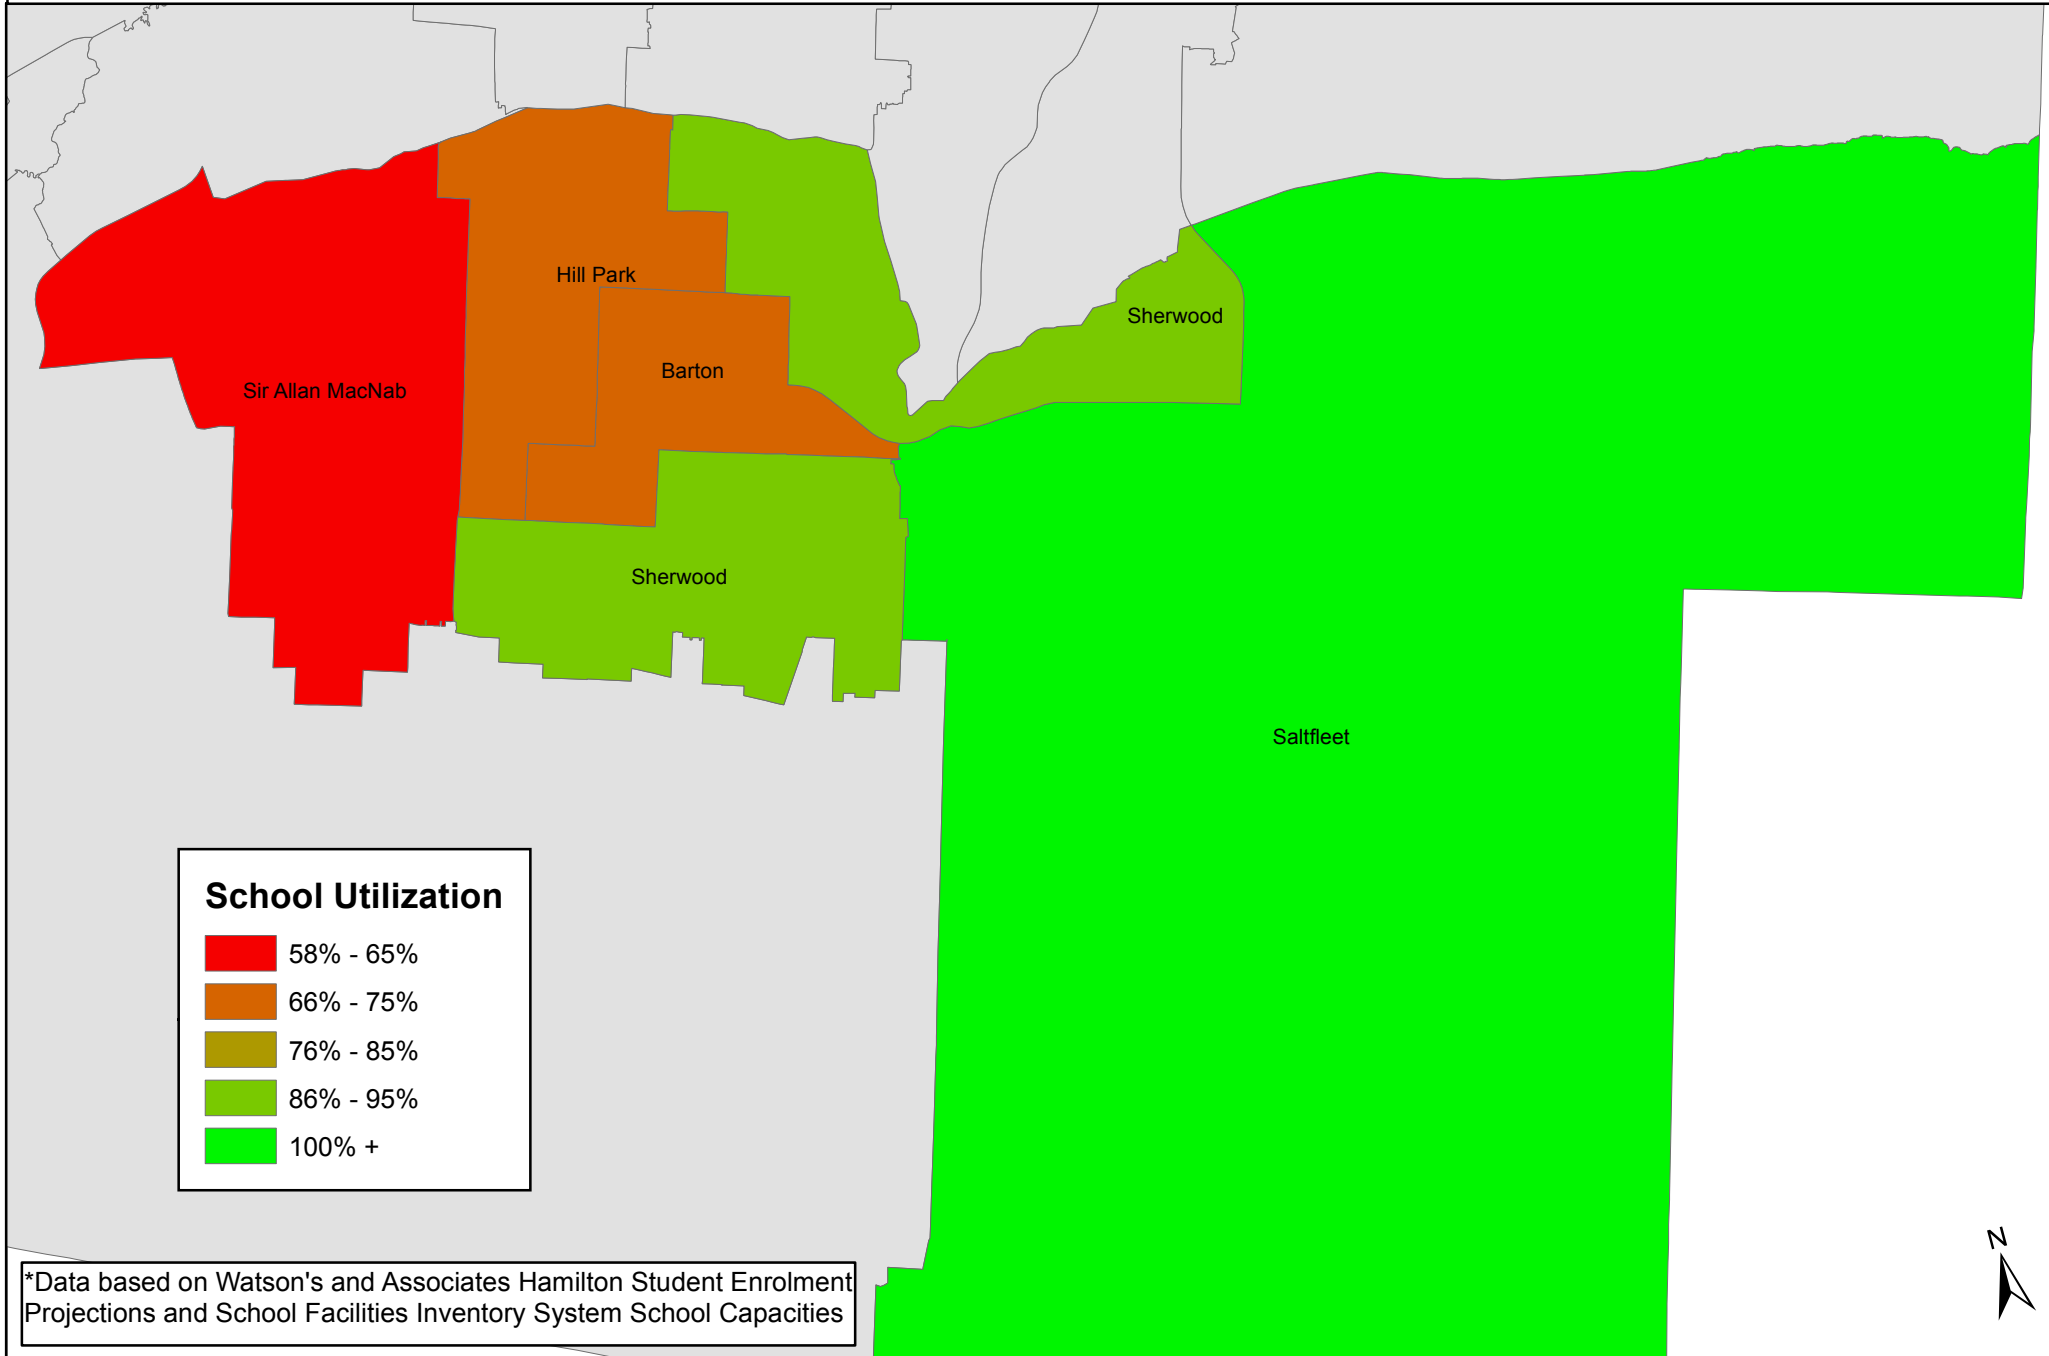 Hill Park
Sherwood
Barton
Sir Allan MacNab
Sherwood
Saltfleet
School Utilization
58% - 65%
66% - 75%
76% - 85%
86% - 95%
100% +
N
*Data based on Watson's and Associates Hamilton Student Enrolment
Projections and School Facilities Inventory System School Capacities